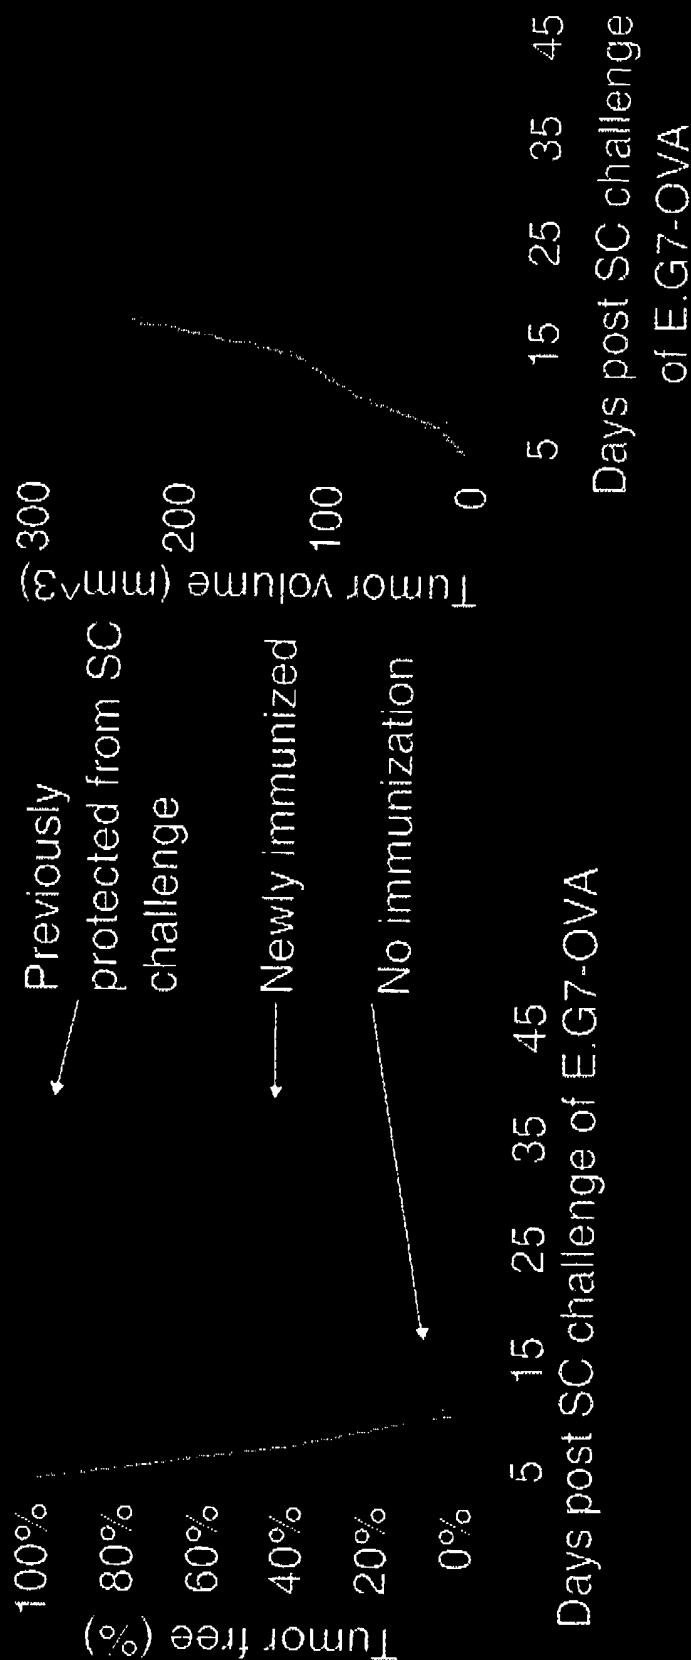 Tumor free (%)
100%
80%
60%
40%
20%
0%
5 15 25 35 45
Days post SC challenge of E.G7-OVA
Previously
protected from SC
challenge
Newly immunized
No immunization
Tumor volume (mm^3)
300
200
100
0
5 15 25 35 45
Days post SC challenge
of E.G7-OVA